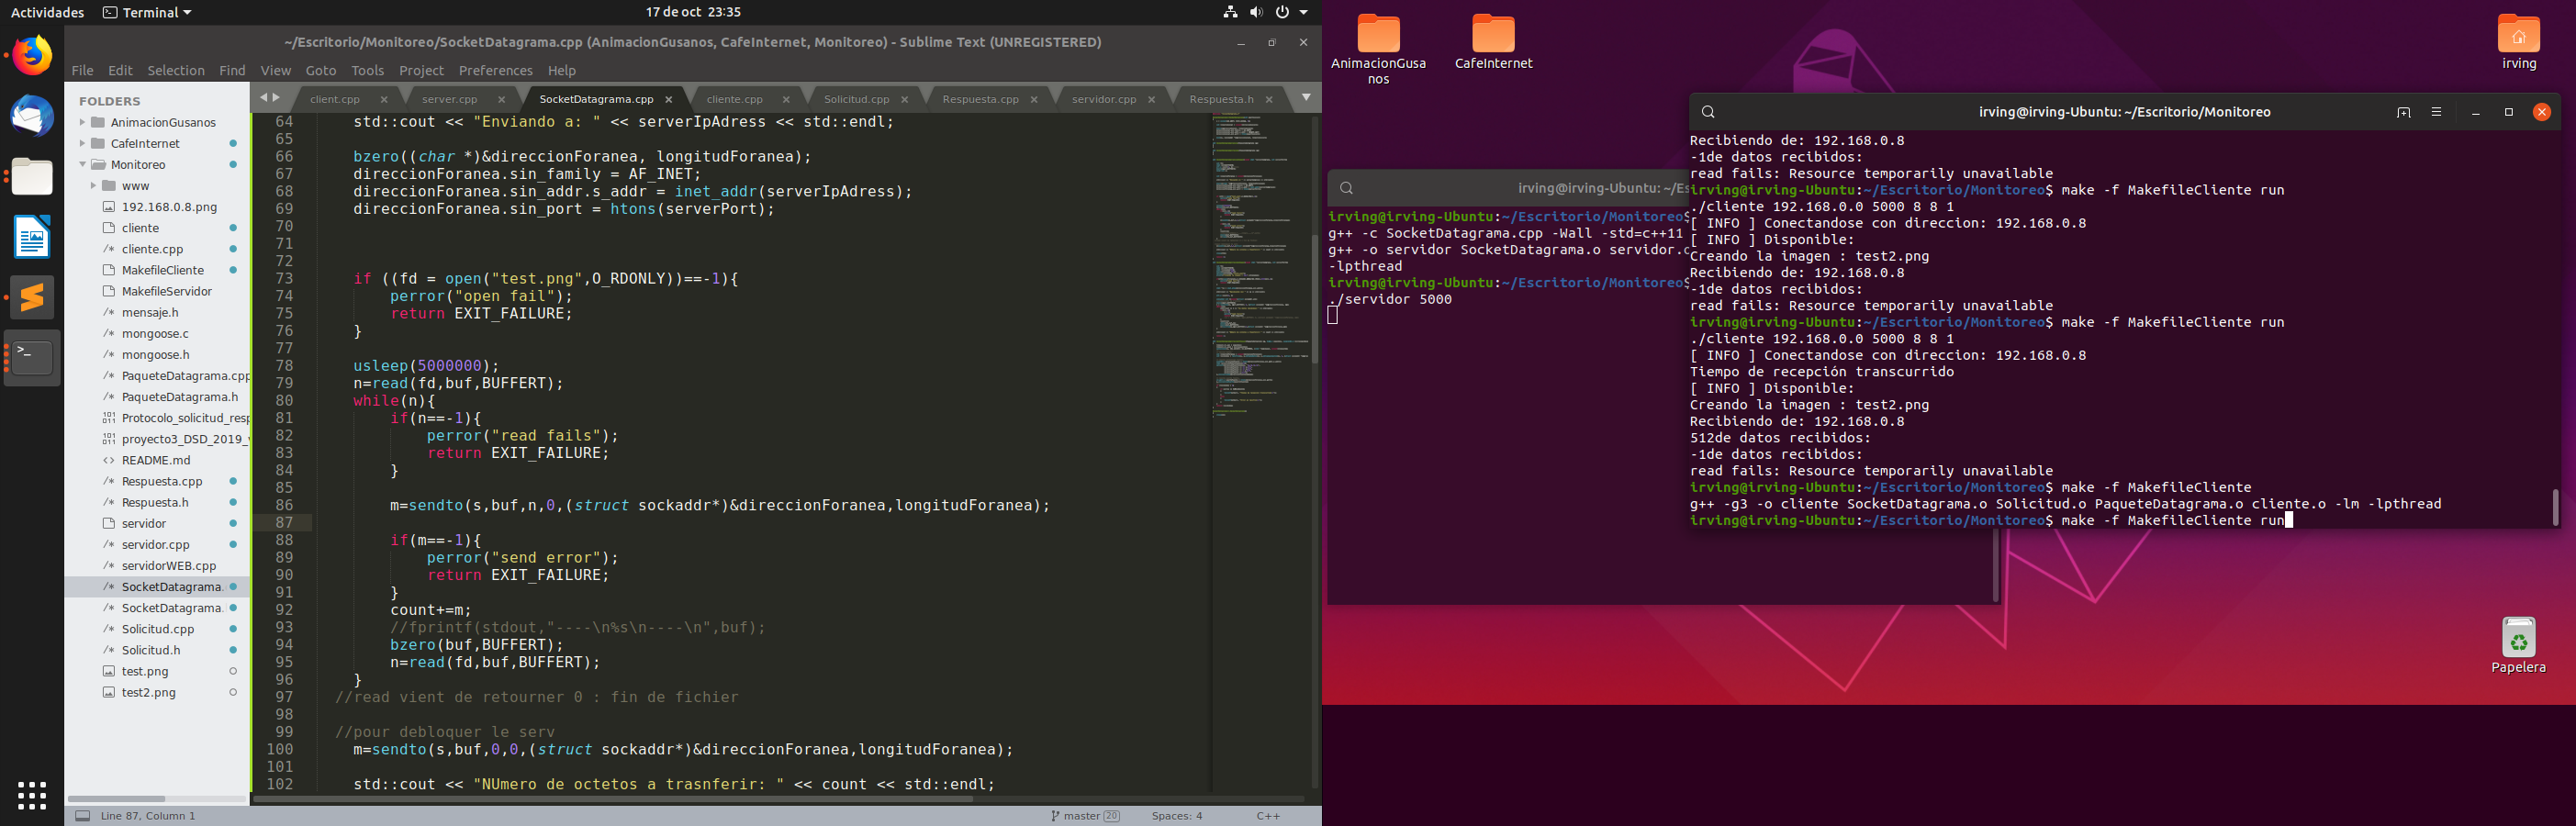 Actividades
Terminal
17 de oct 23:35
~/Escritorio/Monitoreo/SocketDatagrama.cpp (AnimacionGusanos, CafeInternet, Monitoreo) - Sublime Text (UNREGISTERED)
File Edit Selection Find View Goto Tools Project Preferences Help
FOLDERS
AnimacionGusanos
CafeInternet
Monitoreo
www
192.168.0.8.png
cliente
cliente.cpp
MakefileCliente
MakefileServidor
mensaje.h
mongoose.c
mongoose.h
PaqueteDatagrama.cpp
PaqueteDatagrama.h
Protocolo_solicitud_resp
proyecto3_DSD_2019_
README.md
Respuesta.cpp
Respuesta.h
servidor
servidor.cpp
servidorWEB.cpp
SocketDatagrama.
SocketDatagrama.
Solicitud.cpp
Solicitud.h
test.png
test2.png
client.cpp × server.cpp × SocketDatagrama.cpp × cliente.cpp × Solicitud.cpp × Respuesta.cpp × servidor.cpp × Respuesta.h ×
64 std::cout << "Enviando a: " << serverIpAdress << std::endl;
65
66 bzero((char *)&direccionForanea, longitudForanea);
67 direccionForanea.sin_family = AF_INET;
68 direccionForanea.sin_addr.s_addr = inet_addr(serverIpAdress);
69 direccionForanea.sin_port = htons(serverPort);
70
71
72
73 if ((fd = open("test.png",O_RDONLY))==-1){
74 perror("open fail");
75 return EXIT_FAILURE;
76 }
77
78 usleep(5000000);
79 n=read(fd,buf,BUFFERT);
80 while(n){
81 if(n==-1){
82 perror("read fails");
83 return EXIT_FAILURE;
84 }
85
86 m=sendto(s,buf,n,0,(struct sockaddr*)&direccionForanea,longitudForanea);
87
88 if(m==-1){
89 perror("send error");
90 return EXIT_FAILURE;
91 }
92 count+=m;
93 //fprintf(stdout,"----\n%s\n----\n",buf);
94 bzero(buf,BUFFERT);
95 n=read(fd,buf,BUFFERT);
96 }
97 //read vient de retourner 0 : fin de fichier
98
99 //pour debloquer le serv
100 m=sendto(s,buf,0,0,(struct sockaddr*)&direccionForanea,longitudForanea);
101
102 std::cout << "NUmero de octetos a trasnferir: " << count << std::endl;
Line 87, Column 1
master 20
Spaces: 4
C++
AnimacionGusa
nos
CafeInternet
irving
Papelera
irving@irving-Ubuntu: ~/Es
irving@irving-Ubuntu:~/Escritorio/Monitoreo$
g++ -c SocketDatagrama.cpp -Wall -std=c++11
g++ -o servidor SocketDatagrama.o servidor.
-lpthread
irving@irving-Ubuntu:~/Escritorio/Monitoreo$
./servidor 5000
irving@irving-Ubuntu: ~/Escritorio/Monitoreo
Recibiendo de: 192.168.0.8
-1de datos recibidos:
read fails: Resource temporarily unavailable
irving@irving-Ubuntu:~/Escritorio/Monitoreo$ make -f MakefileCliente run
./cliente 192.168.0.0 5000 8 8 1
[ INFO ] Conectandose con direccion: 192.168.0.8
[ INFO ] Disponible:
Creando la imagen : test2.png
Recibiendo de: 192.168.0.8
-1de datos recibidos:
read fails: Resource temporarily unavailable
irving@irving-Ubuntu:~/Escritorio/Monitoreo$ make -f MakefileCliente run
./cliente 192.168.0.0 5000 8 8 1
[ INFO ] Conectandose con direccion: 192.168.0.8
Tiempo de recepción transcurrido
[ INFO ] Disponible:
Creando la imagen : test2.png
Recibiendo de: 192.168.0.8
512de datos recibidos:
-1de datos recibidos:
read fails: Resource temporarily unavailable
irving@irving-Ubuntu:~/Escritorio/Monitoreo$ make -f MakefileCliente
g++ -g3 -o cliente SocketDatagrama.o Solicitud.o PaqueteDatagrama.o cliente.o -lm -lpthread
irving@irving-Ubuntu:~/Escritorio/Monitoreo$ make -f MakefileCliente run